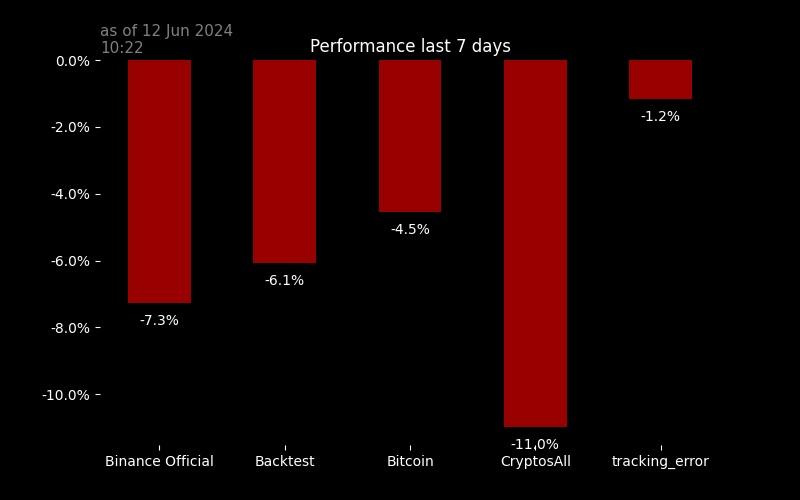 as of 12 Jun 2024
10:22
Performance last 7 days
0.0%
-2.0%
-4.0%
-6.0%
-8.0%
-10.0%
-7.3%
-6.1%
-4.5%
-11.0%
-1.2%
Binance Official
Backtest
Bitcoin
CryptosAll
tracking_error